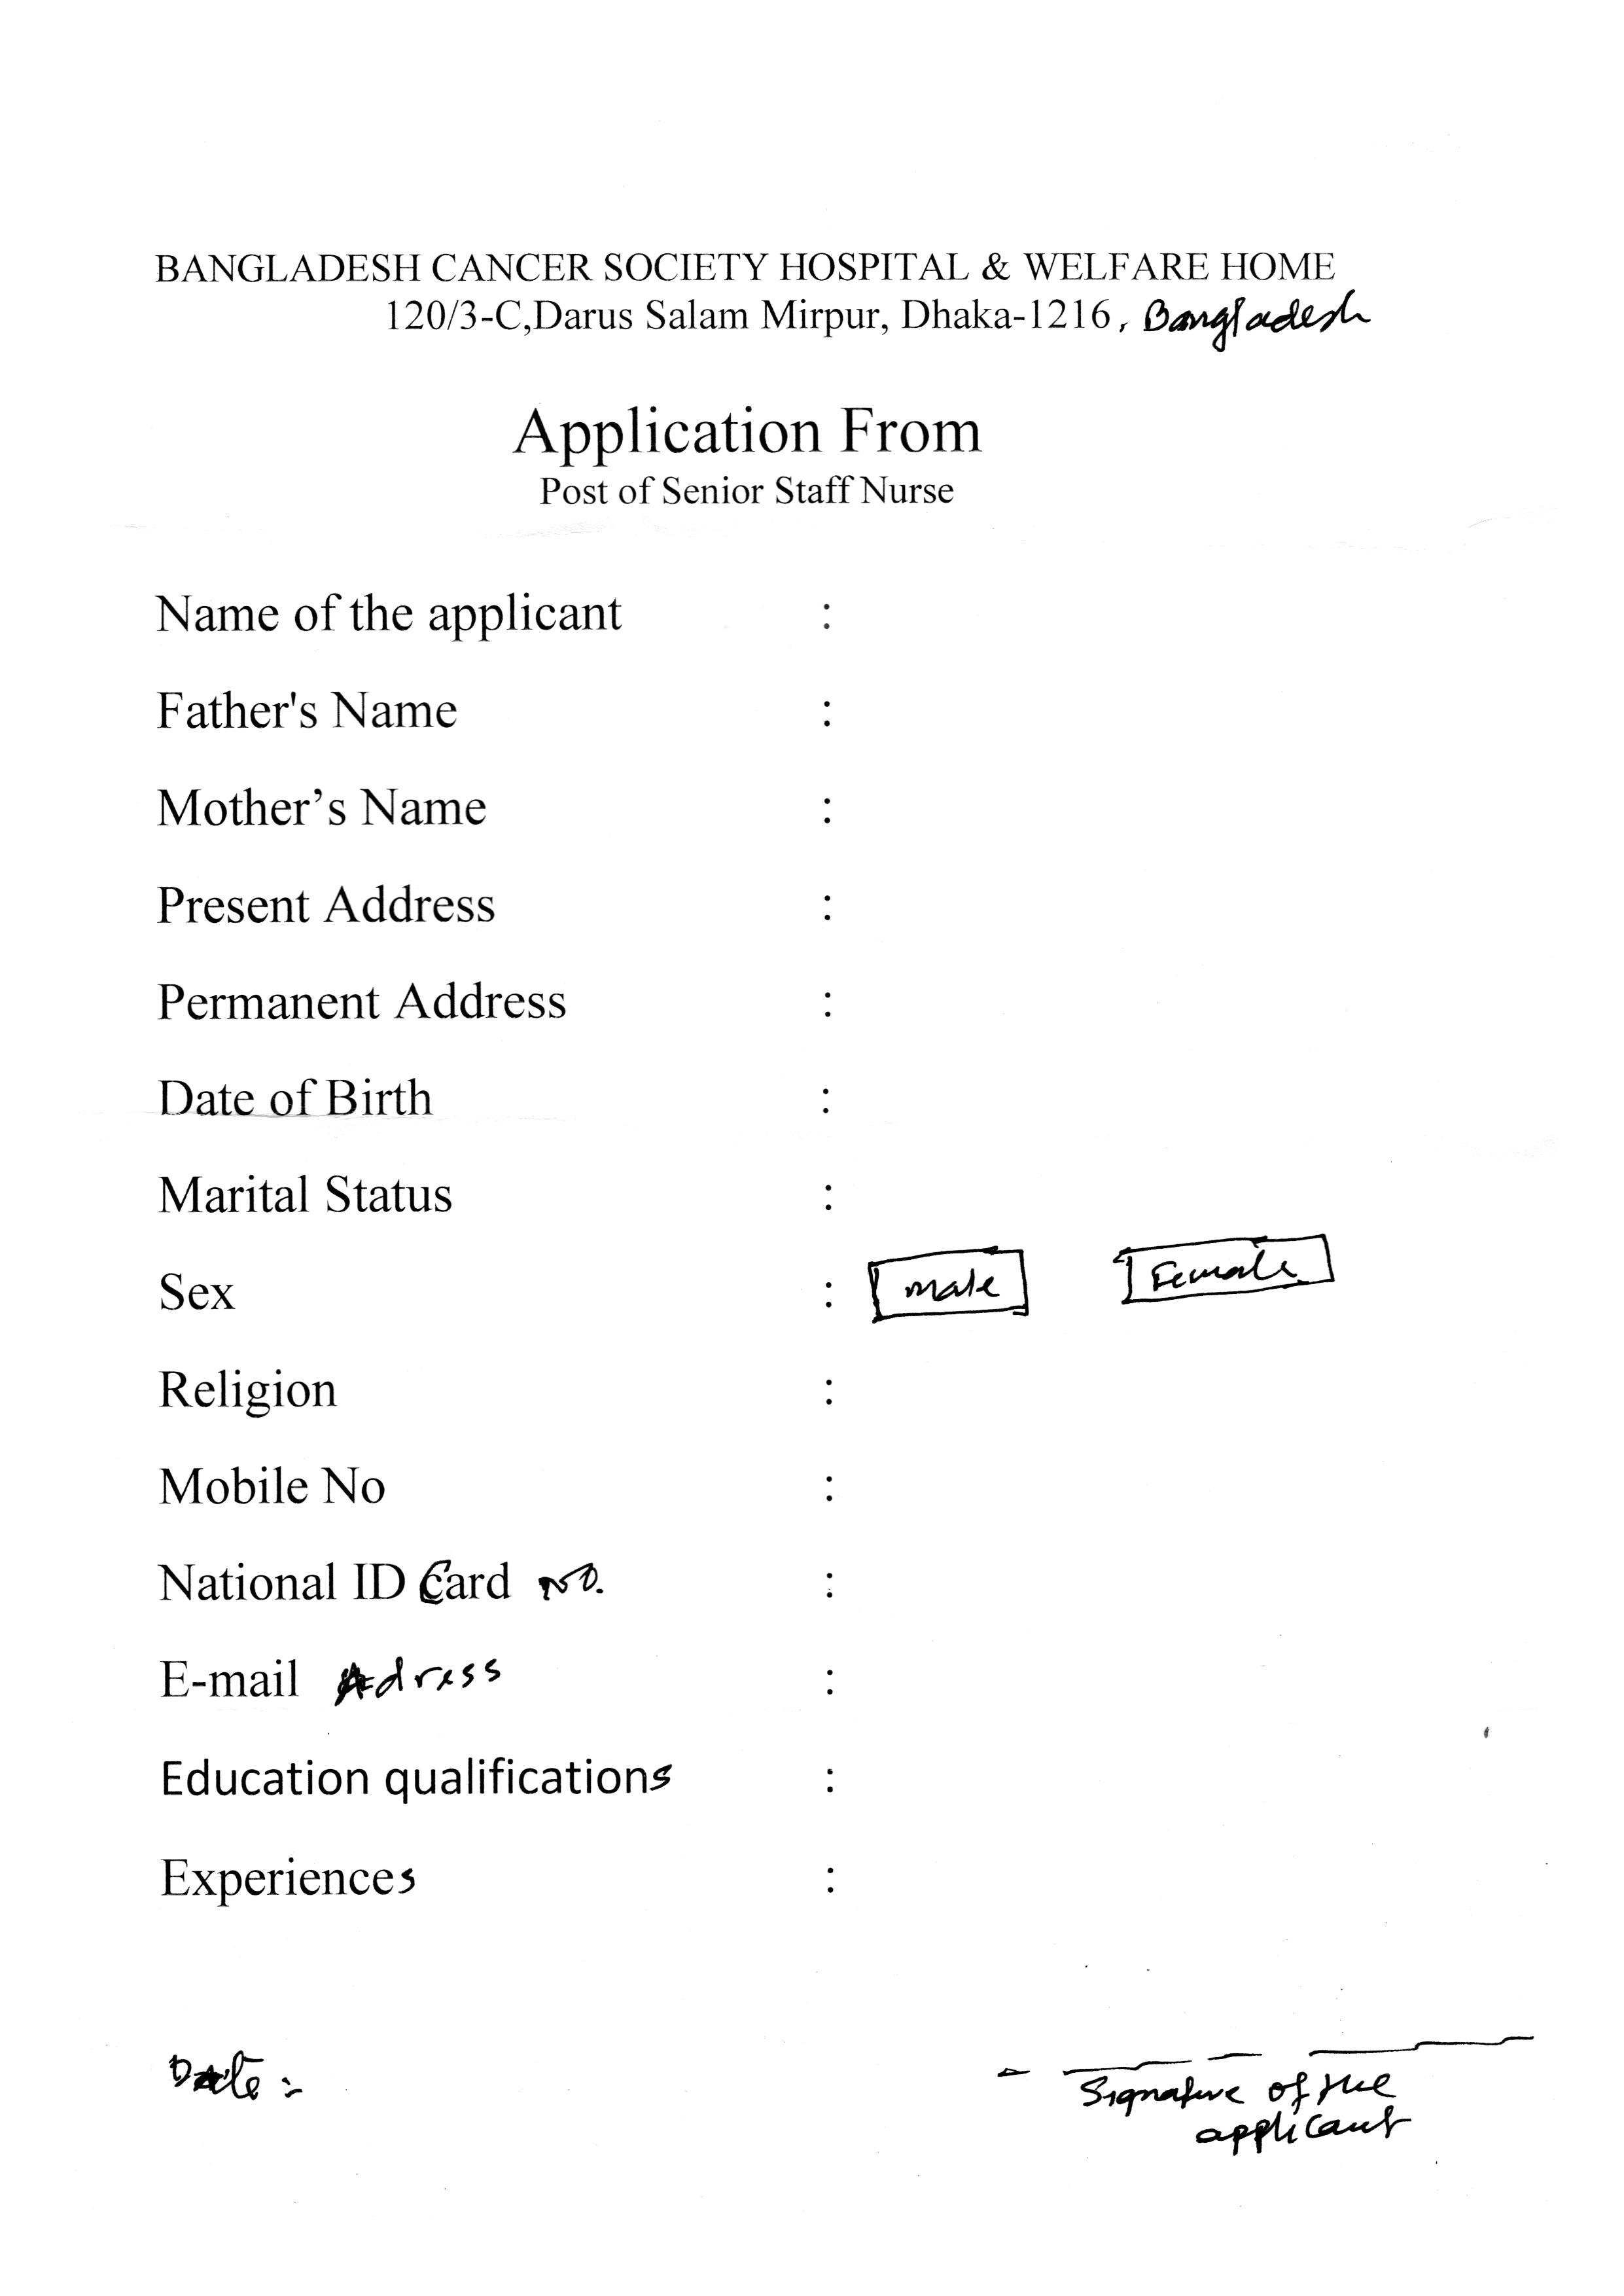 BANGLADESH CANCER SOCIETY HOSPITAL & WELFARE HOME
120/3-C,Darus Salam Mirpur, Dhaka-1216, Bangladesh
Application From
Post of Senior Staff Nurse
Name of the applicant :
Father's Name :
Mother’s Name :
Present Address :
Permanent Address :
Date of Birth :
Marital Status :
Sex : Male Female
Religion :
Mobile No :
National ID Card no. :
E-mail Adress :
Education qualifications :
Experiences :
Date :-
Signature of the
applicant